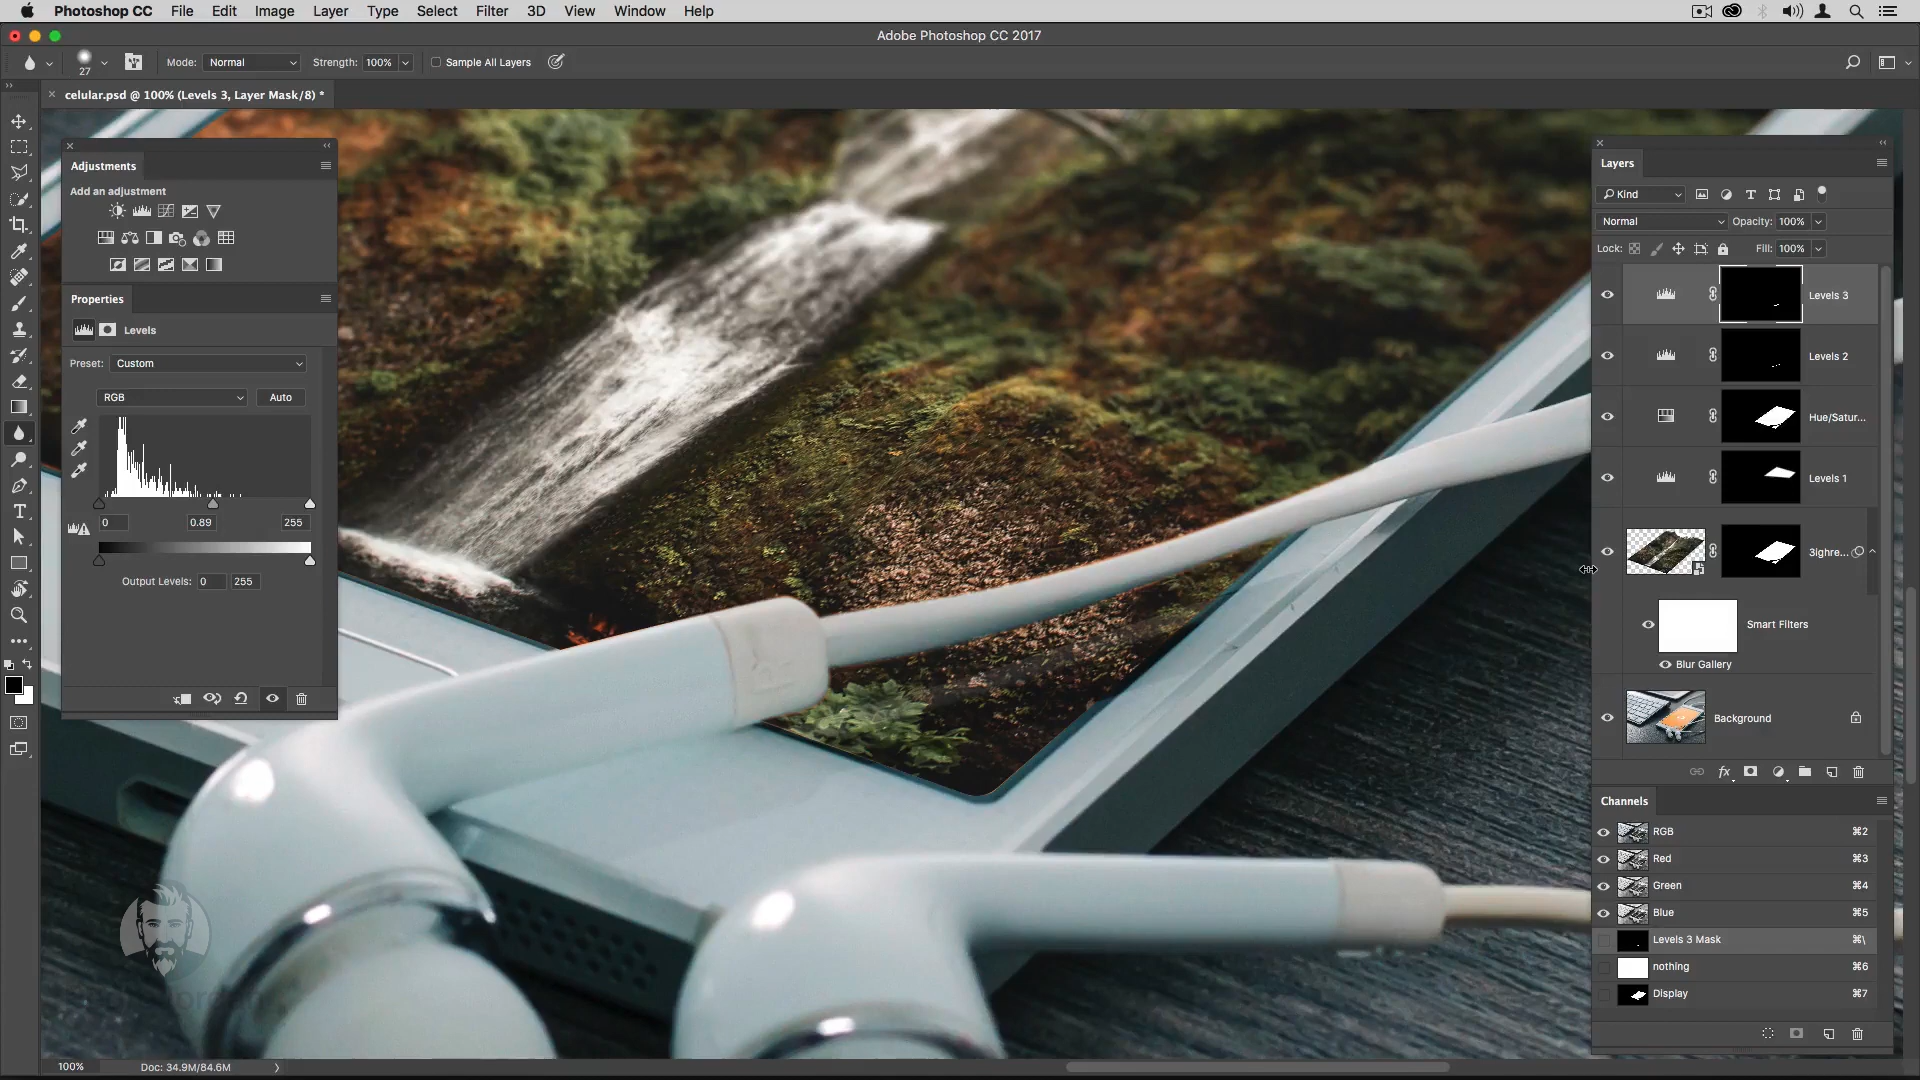 Photoshop CC File Edit Image Layer Type Select Filter 3D View Window Help
Adobe Photoshop CC 2017
27 Mode: Normal Strength: 100% Sample All Layers
celular.psd @ 100% (Levels 3, Layer Mask/8) *
Adjustments
Add an adjustment
Properties
Levels
Preset: Custom
RGB Auto
0 0.89 255
Output Levels: 0 255
Layers
Kind
Normal Opacity: 100%
Lock: Fill: 100%
Levels 3
Levels 2
Hue/Satur...
Levels 1
3ighre...
Smart Filters
Blur Gallery
Background
fx
Channels
RGB ⌘2
Red ⌘3
Green ⌘4
Blue ⌘5
Levels 3 Mask ⌘\
nothing ⌘6
Display ⌘7
100% Doc: 34.9M/84.6M